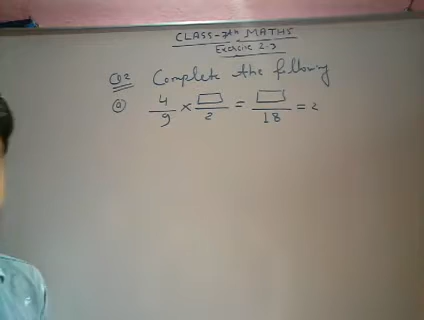 CLASS-7th MATHS
Exercise 2.3
Q2 Complete the following
(a) 4/9 × □/2 = □/18 = 2